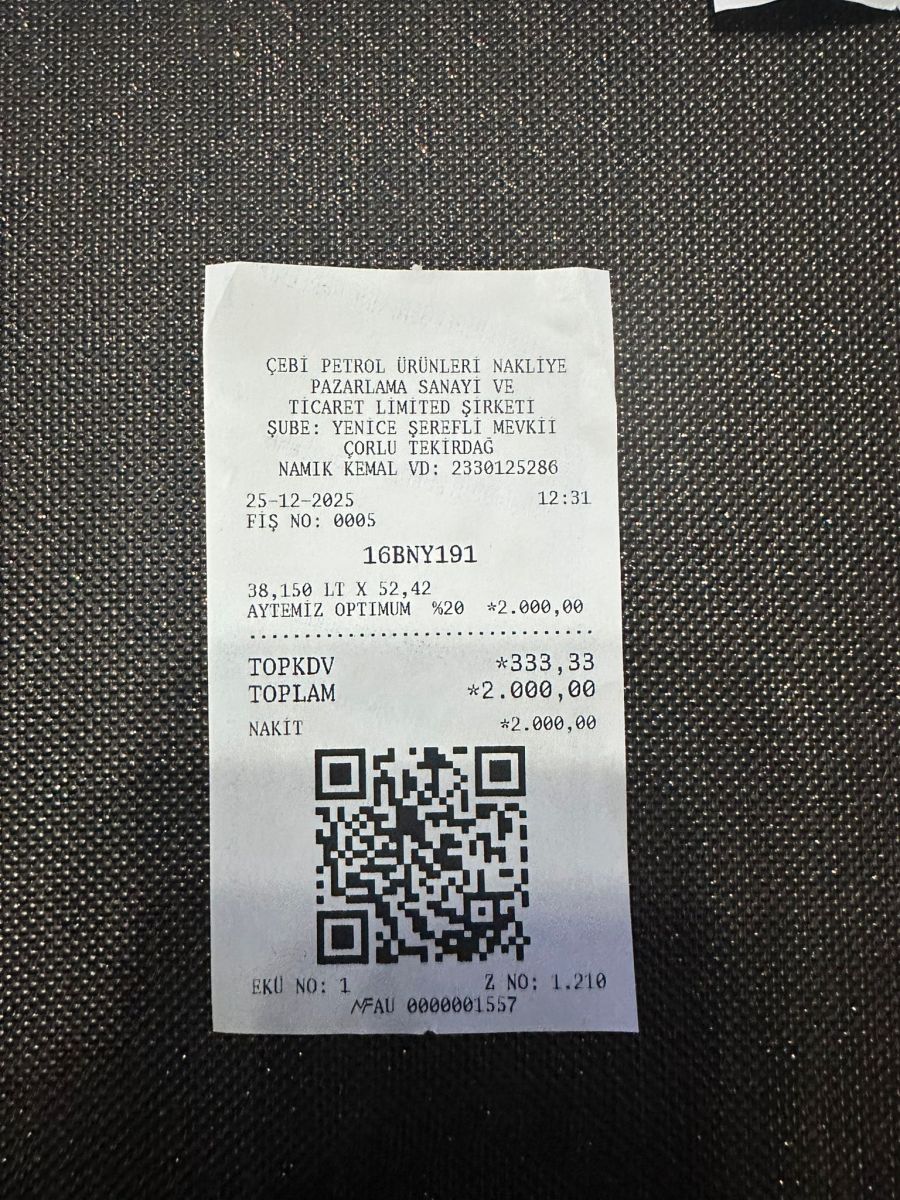 ÇEBİ PETROL ÜRÜNLERİ NAKLİYE
PAZARLAMA SANAYİ VE
TİCARET LİMİTED ŞİRKETİ
ŞUBE: YENİCE ŞEREFLİ MEVKİİ
ÇORLU TEKİRDAĞ
NAMIK KEMAL VD: 2330125286
25-12-2025 12:31
FİŞ NO: 0005
16BNY191
38,150 LT X 52,42
AYTEMİZ OPTIMUM %20 *2.000,00
TOPKDV *333,33
TOPLAM *2.000,00
NAKİT *2.000,00
EKÜ NO: 1 Z NO: 1.210
MF AU 0000001557